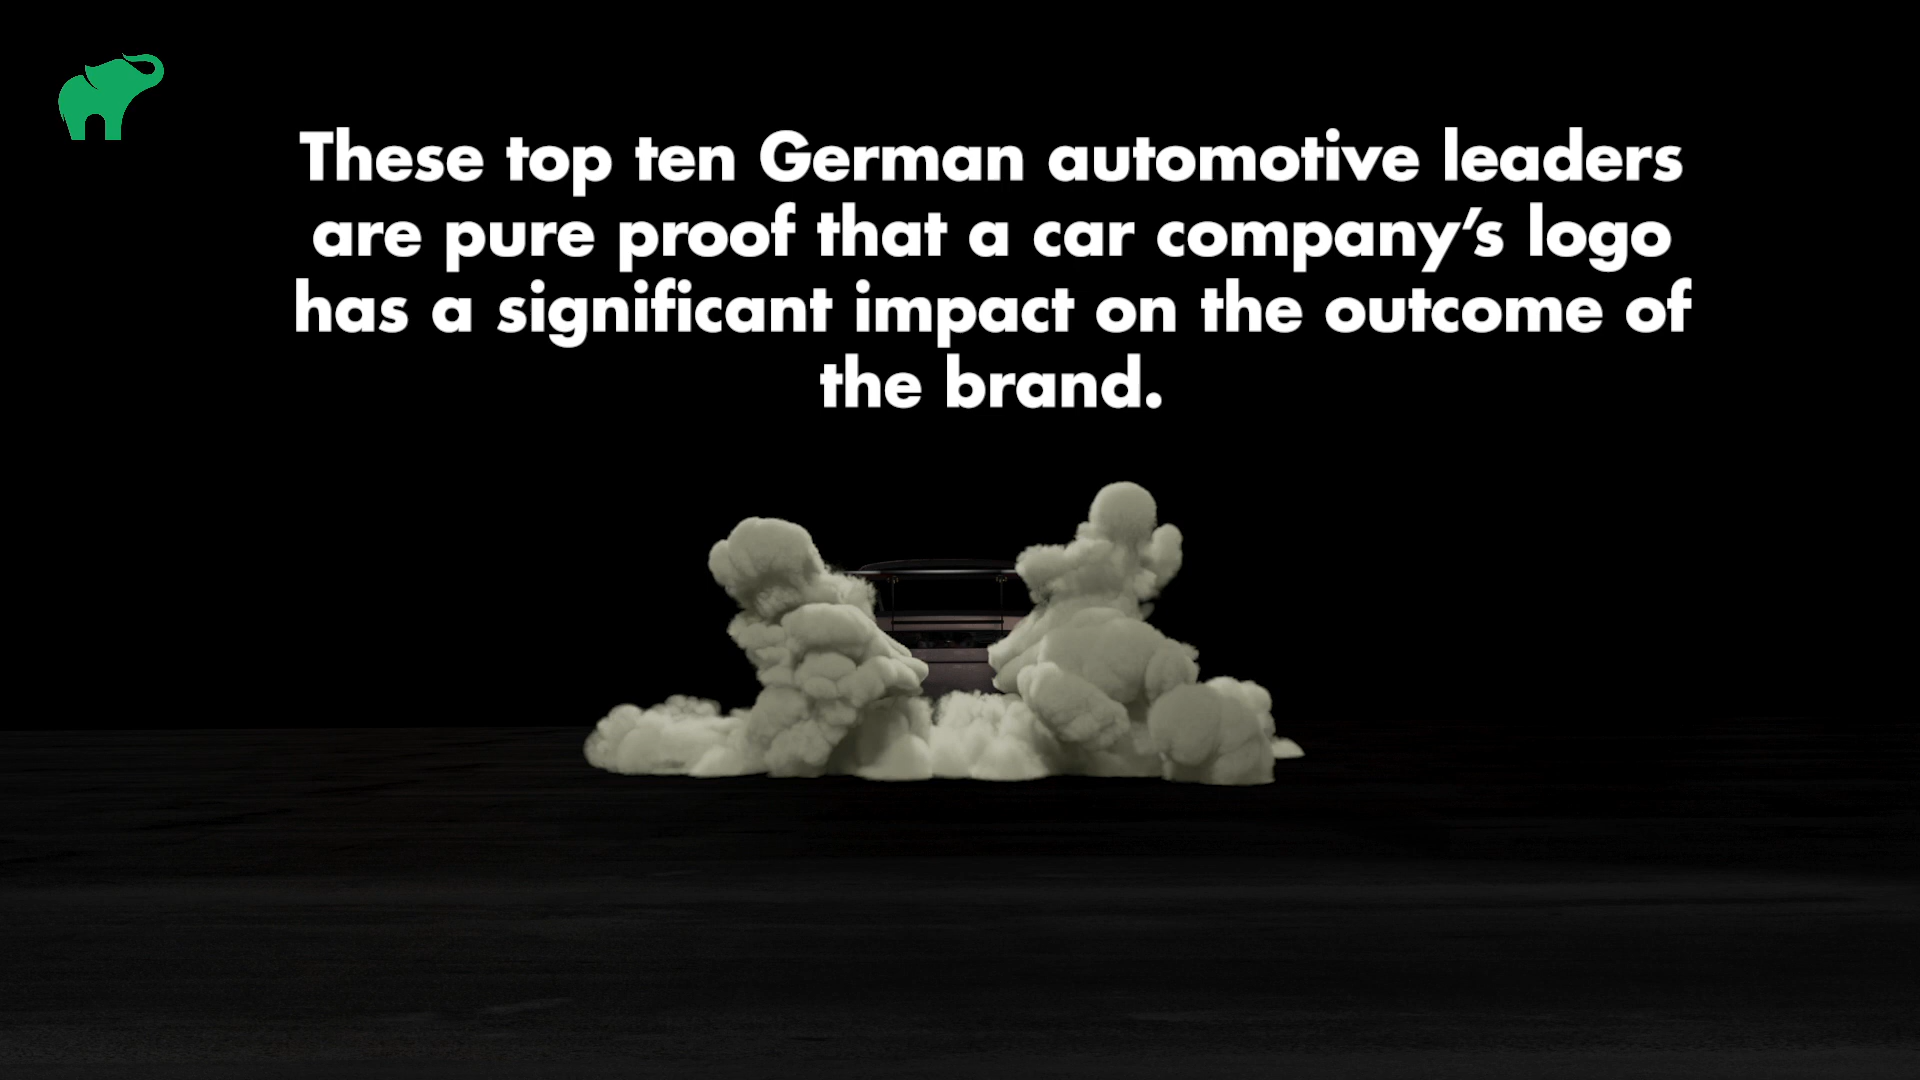 These top ten German automotive leaders
are pure proof that a car company’s logo
has a significant impact on the outcome of
the brand.